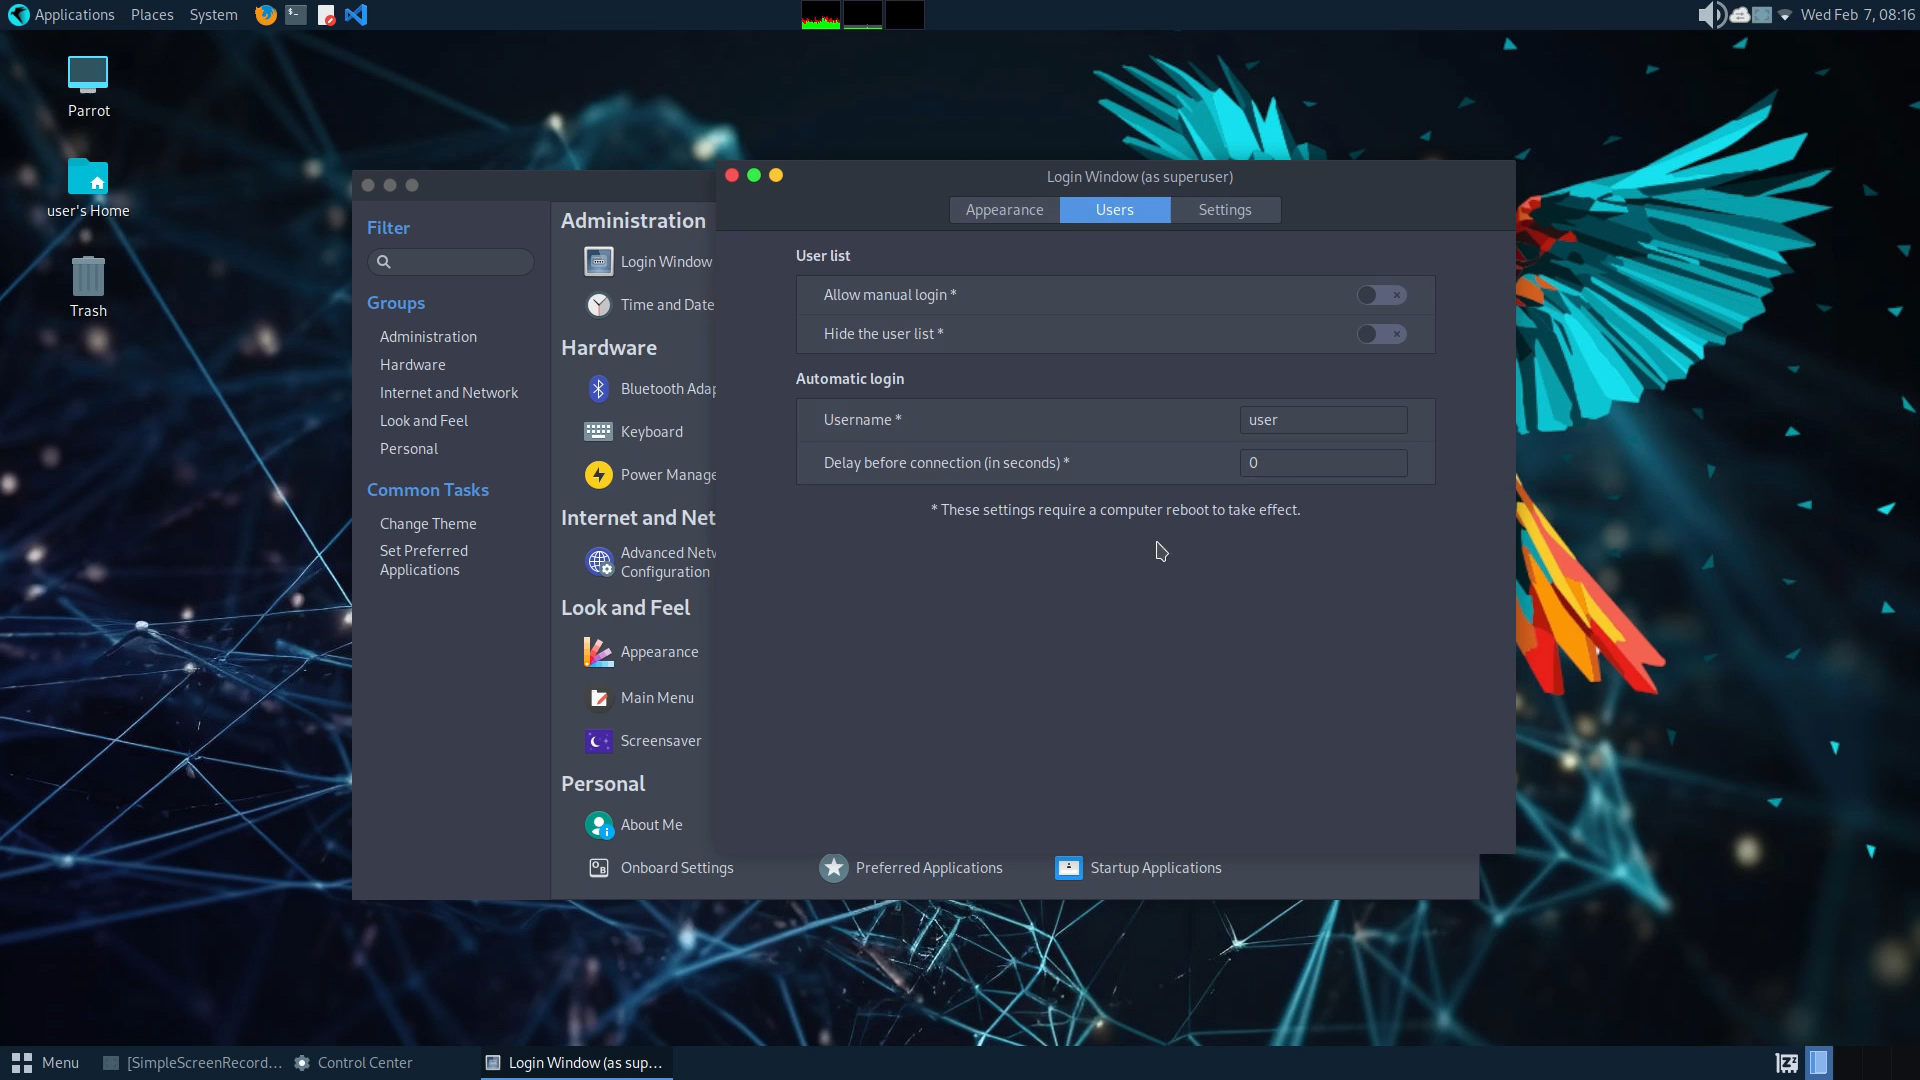 Applications Places System
Wed Feb 7, 08:16
Parrot
user's Home
Trash
Filter
Groups
Administration
Hardware
Internet and Network
Look and Feel
Personal
Common Tasks
Change Theme
Set Preferred
Applications
Administration
Login Window
Time and Date
Hardware
Bluetooth Adap
Keyboard
Power Manage
Internet and Net
Advanced Netw
Configuration
Look and Feel
Appearance
Main Menu
Screensaver
Personal
About Me
Onboard Settings
Preferred Applications
Startup Applications
Login Window (as superuser)
Appearance Users Settings
User list
Allow manual login *
Hide the user list *
Automatic login
Username * user
Delay before connection (in seconds) * 0
* These settings require a computer reboot to take effect.
Menu [SimpleScreenRecord... Control Center Login Window (as sup...